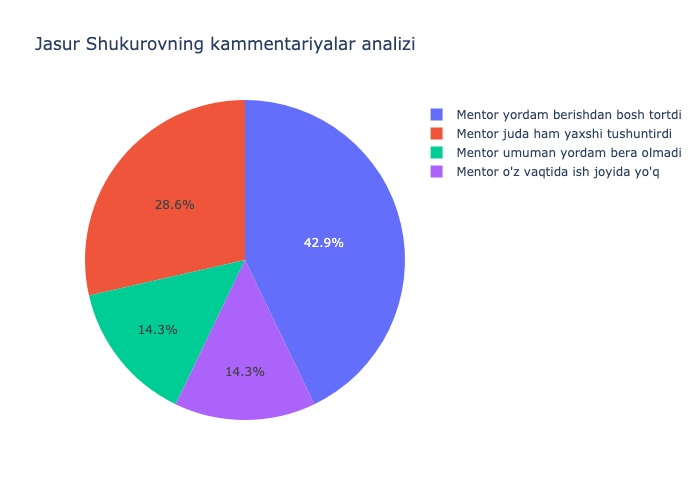 Jasur Shukurovning kammentariyalar analizi
Mentor yordam berishdan bosh tortdi
Mentor juda ham yaxshi tushuntirdi
Mentor umuman yordam bera olmadi
Mentor o'z vaqtida ish joyida yo'q
28.6%
42.9%
14.3%
14.3%